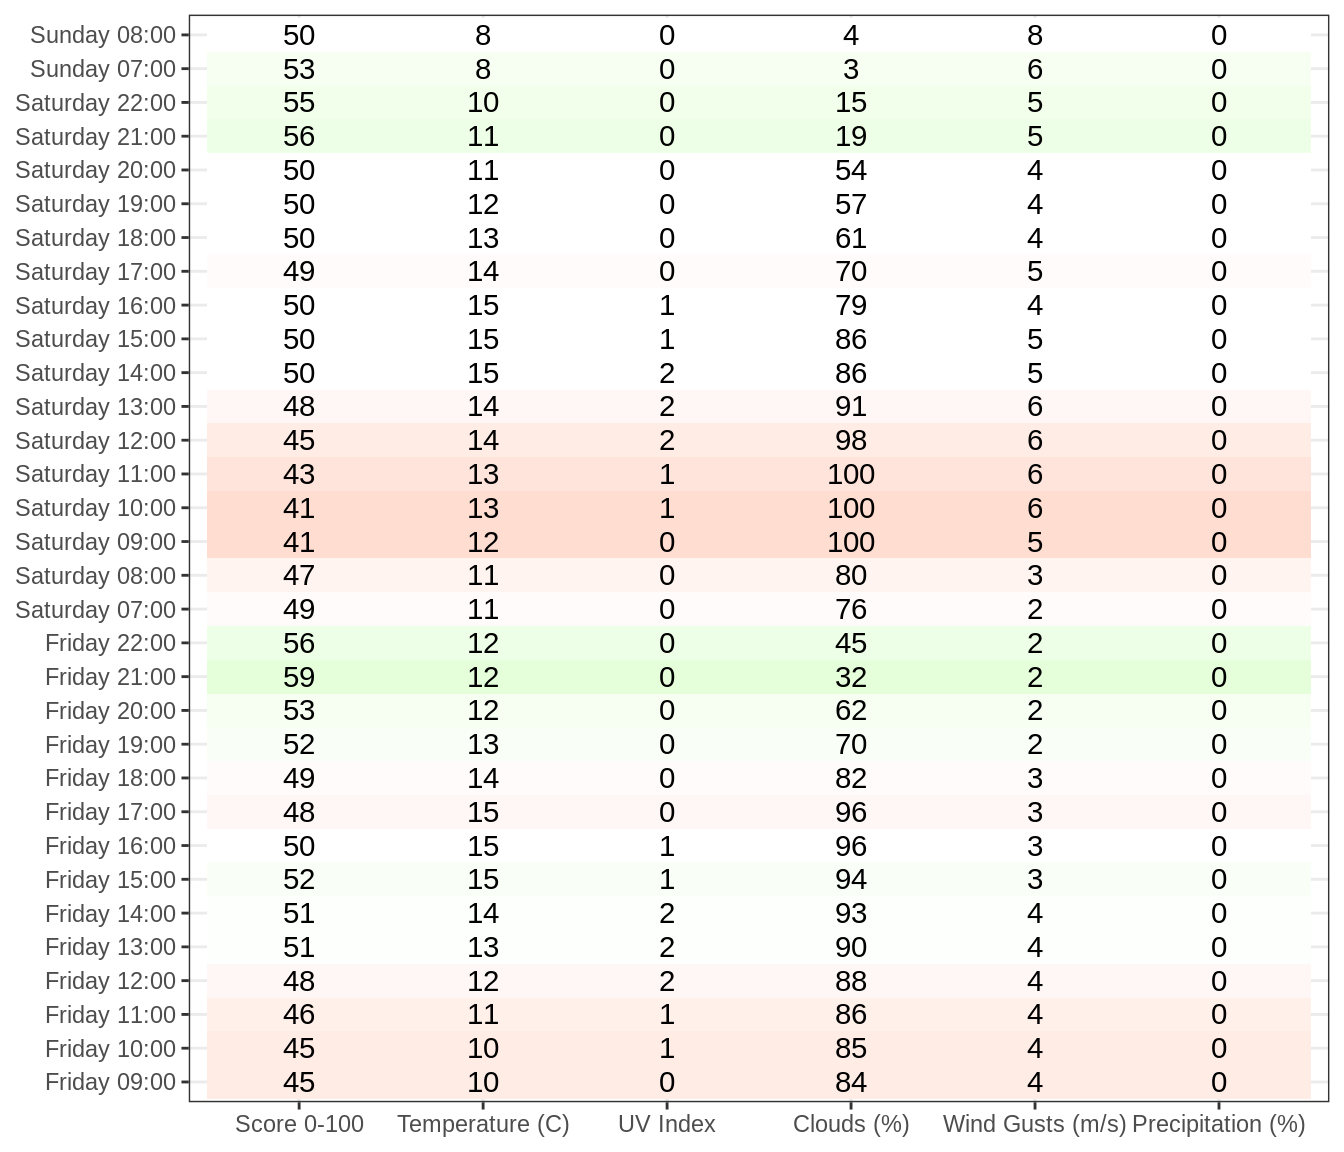 Sunday 08:00 50 8 0 4 8 0
Sunday 07:00 53 8 0 3 6 0
Saturday 22:00 55 10 0 15 5 0
Saturday 21:00 56 11 0 19 5 0
Saturday 20:00 50 11 0 54 4 0
Saturday 19:00 50 12 0 57 4 0
Saturday 18:00 50 13 0 61 4 0
Saturday 17:00 49 14 0 70 5 0
Saturday 16:00 50 15 1 79 4 0
Saturday 15:00 50 15 1 86 5 0
Saturday 14:00 50 15 2 86 5 0
Saturday 13:00 48 14 2 91 6 0
Saturday 12:00 45 14 2 98 6 0
Saturday 11:00 43 13 1 100 6 0
Saturday 10:00 41 13 1 100 6 0
Saturday 09:00 41 12 0 100 5 0
Saturday 08:00 47 11 0 80 3 0
Saturday 07:00 49 11 0 76 2 0
Friday 22:00 56 12 0 45 2 0
Friday 21:00 59 12 0 32 2 0
Friday 20:00 53 12 0 62 2 0
Friday 19:00 52 13 0 70 2 0
Friday 18:00 49 14 0 82 3 0
Friday 17:00 48 15 0 96 3 0
Friday 16:00 50 15 1 96 3 0
Friday 15:00 52 15 1 94 3 0
Friday 14:00 51 14 2 93 4 0
Friday 13:00 51 13 2 90 4 0
Friday 12:00 48 12 2 88 4 0
Friday 11:00 46 11 1 86 4 0
Friday 10:00 45 10 1 85 4 0
Friday 09:00 45 10 0 84 4 0
Score 0-100 Temperature (C) UV Index Clouds (%) Wind Gusts (m/s) Precipitation (%)